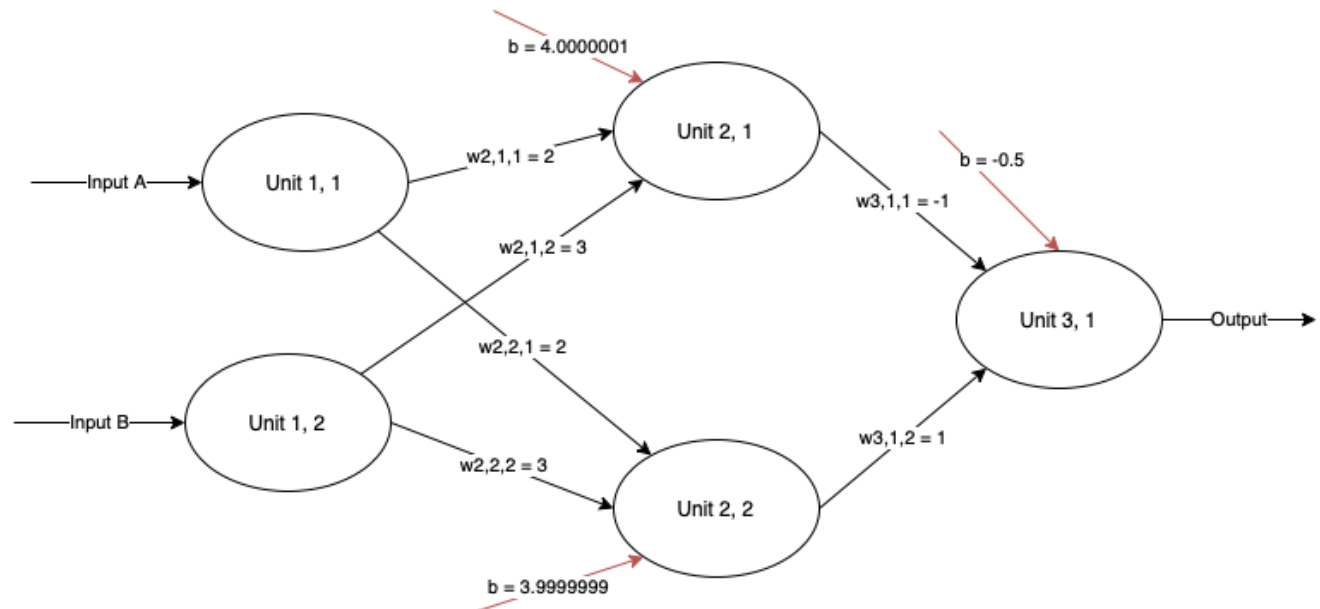 b = 4.0000001
Unit 2, 1
Input A
Unit 1, 1
w2,1,1 = 2
b = -0.5
w3,1,1 = -1
w2,1,2 = 3
Unit 3, 1
Output
w2,2,1 = 2
Input B
Unit 1, 2
w3,1,2 = 1
w2,2,2 = 3
Unit 2, 2
b = 3.9999999